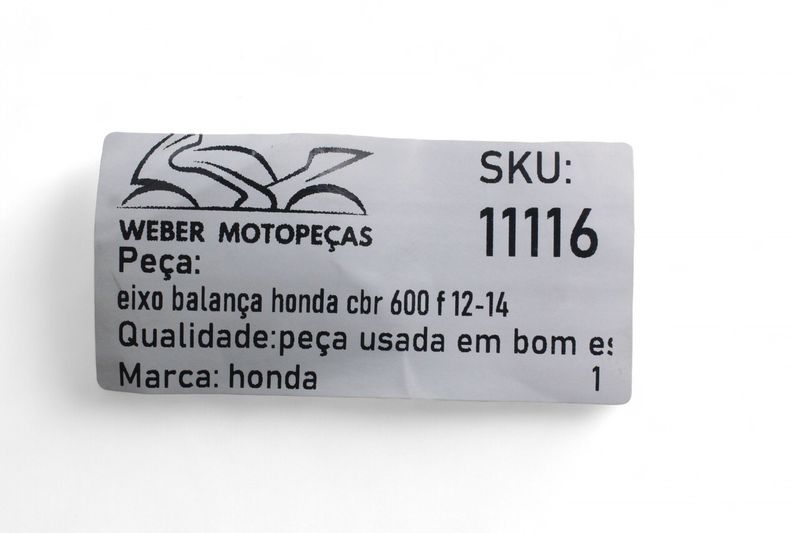 WEBER MOTOPEÇAS
SKU:
11116
Peça:
eixo balança honda cbr 600 f 12-14
Qualidade:peça usada em bom es
Marca: honda
1